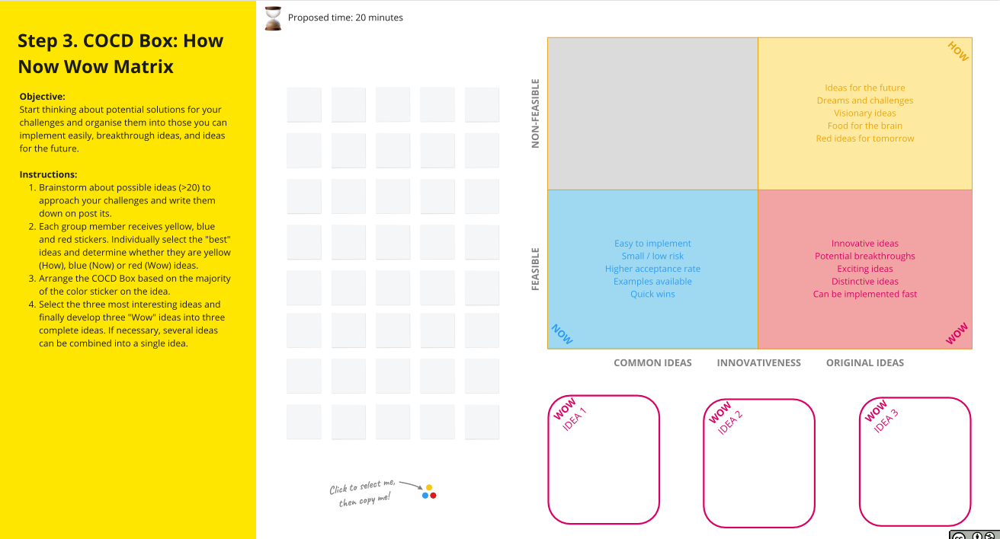 Step 3. COCD Box: How
Now Wow Matrix
Objective:
Start thinking about potential solutions for your
challenges and organise them into those you can
implement easily, breakthrough ideas, and ideas
for the future.
Instructions:
1. Brainstorm about possible ideas (>20) to
approach your challenges and write them
down on post its.
2. Each group member receives yellow, blue
and red stickers. Individually select the "best"
ideas and determine whether they are yellow
(How), blue (Now) or red (Wow) ideas.
3. Arrange the COCD Box based on the majority
of the color sticker on the idea.
4. Select the three most interesting ideas and
finally develop three "Wow" ideas into three
complete ideas. If necessary, several ideas
can be combined into a single idea.
Proposed time: 20 minutes
Click to select me,
then copy me!
NON-FEASIBLE
HOW
Ideas for the future
Dreams and challenges
Visionary ideas
Food for the brain
Red ideas for tomorrow
FEASIBLE
Easy to implement
Small / low risk
Higher acceptance rate
Examples available
Quick wins
NOW
Innovative ideas
Potential breakthroughs
Exciting ideas
Distinctive ideas
Can be implemented fast
WOW
COMMON IDEAS INNOVATIVENESS ORIGINAL IDEAS
WOW
IDEA 1
WOW
IDEA 2
WOW
IDEA 3
cc